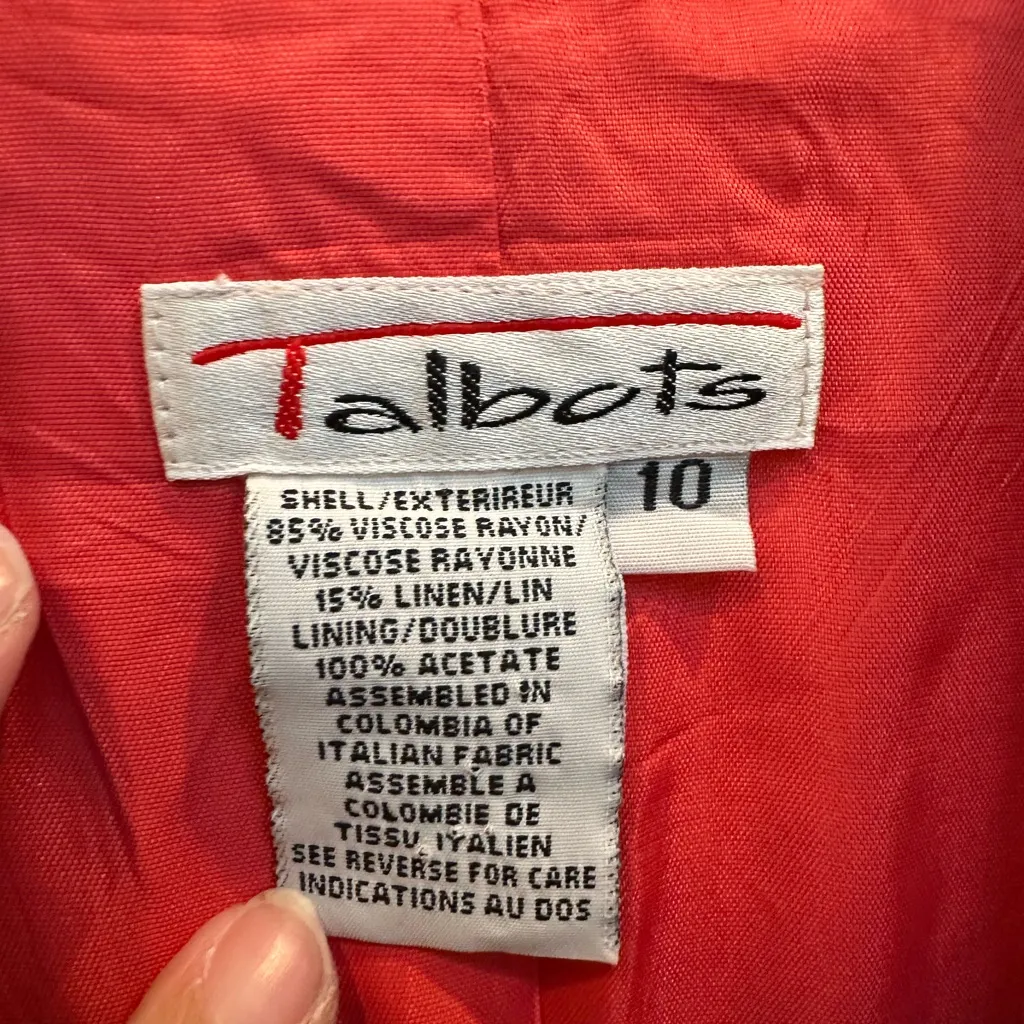 Talbots
10
SHELL/EXTERIREUR
85% VISCOSE RAYON/
VISCOSE RAYONNE
15% LINEN/LIN
LINING/DOUBLURE
100% ACETATE
ASSEMBLED IN
COLOMBIA OF
ITALIAN FABRIC
ASSEMBLE A
COLOMBIE DE
TISSU ITALIEN
SEE REVERSE FOR CARE
INDICATIONS AU DOS